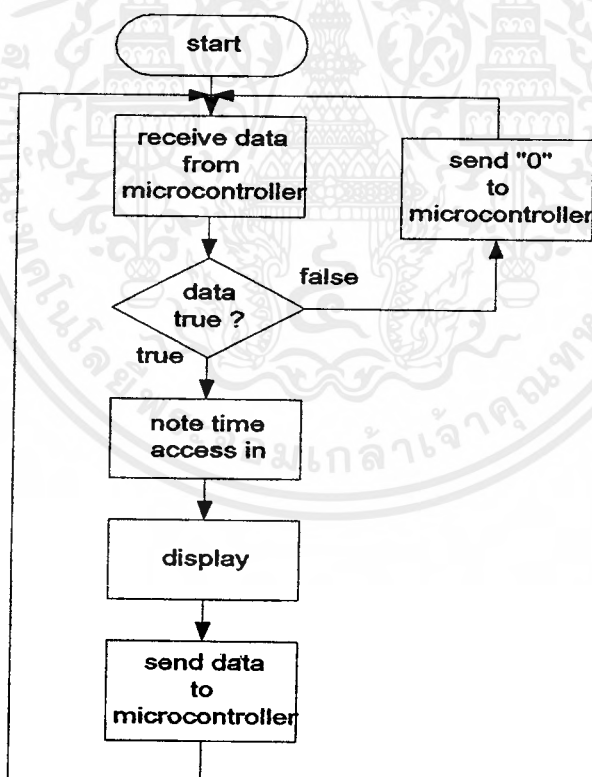 start
receive data
from
microcontroller
send "0"
to
microcontroller
data
true ?
false
true
note time
access in
display
send data
to
microcontroller